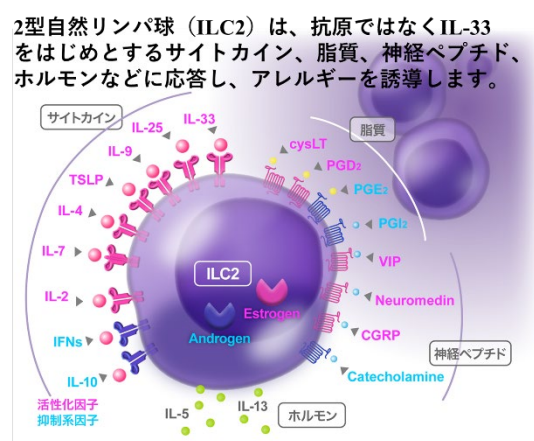 2型自然リンパ球（ILC2）は、抗原ではなくIL-33
をはじめとするサイトカイン、脂質、神経ペプチド、
ホルモンなどに応答し、アレルギーを誘導します。
サイトカイン
IL-33
IL-25
IL-9
TSLP
IL-4
IL-7
IL-2
IFNs
IL-10
脂質
cysLT
PGD2
PGE2
PGI2
VIP
Neuromedin
CGRP
Catecholamine
神経ペプチド
ILC2
Estrogen
Androgen
IL-5
IL-13
ホルモン
活性化因子
抑制系因子